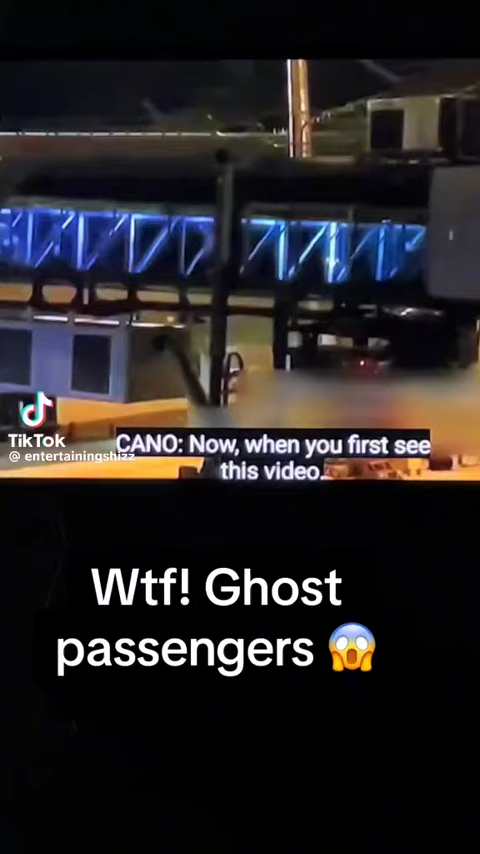 CANO: Now, when you first see
this video.
TikTok
@ entertainingshizz
Wtf! Ghost
passengers 😱